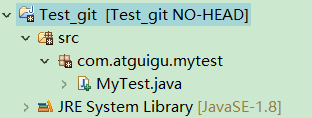 Test_git [Test_git NO-HEAD]
src
com.atguigu.mytest
MyTest.java
JRE System Library [JavaSE-1.8]